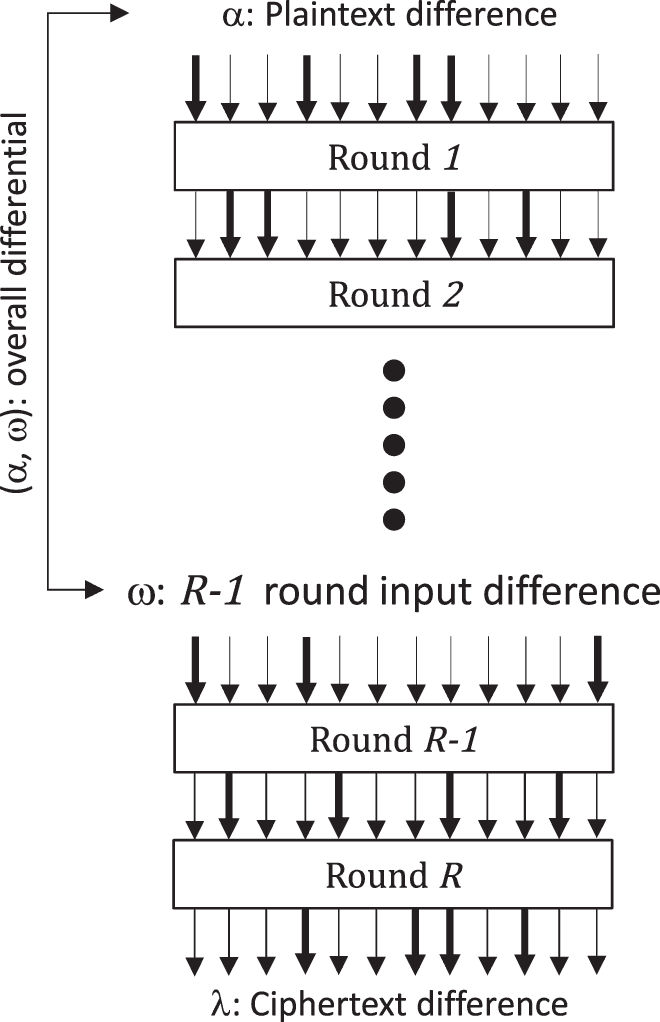 α: Plaintext difference
Round 1
Round 2
(α, ω): overall differential
ω: R-1 round input difference
Round R-1
Round R
λ: Ciphertext difference